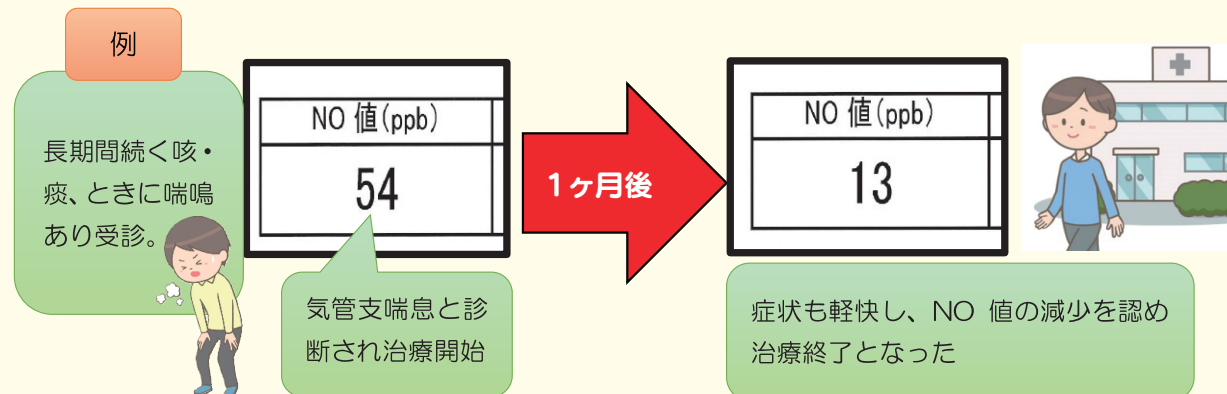 例
長期間続く咳・
痰、ときに喘鳴
あり受診。
NO 値(ppb)
54
気管支喘息と診
断され治療開始
1ヶ月後
NO 値(ppb)
13
症状も軽快し、NO 値の減少を認め
治療終了となった